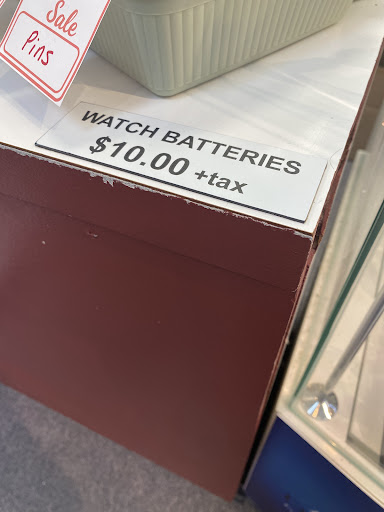 Sale
Pins
WATCH BATTERIES
$10.00 +tax